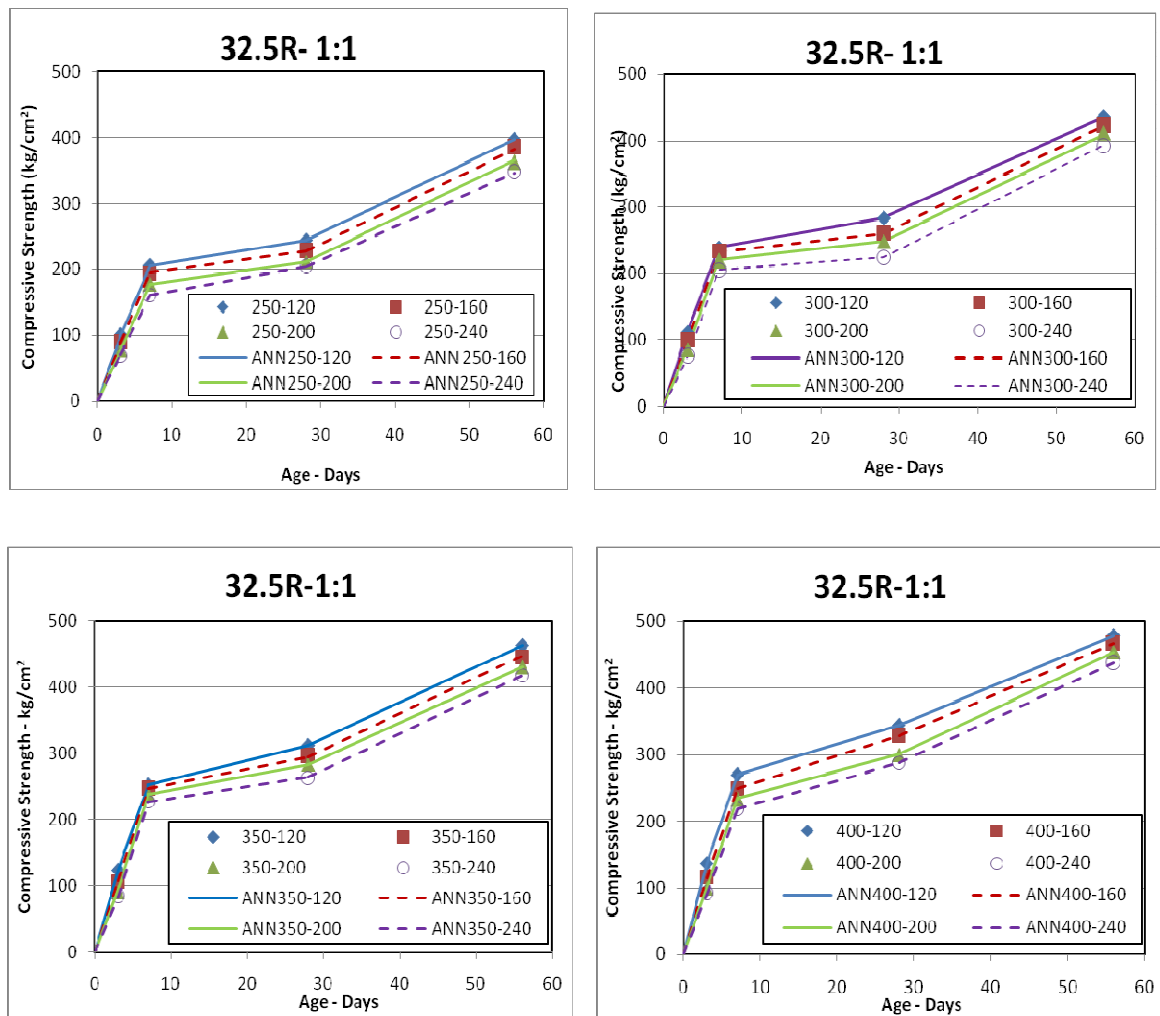 32.5R- 1:1
500
400
300
200
100
0
Compressive Strength (kg/cm²)
250-120 250-160
250-200 250-240
ANN250-120 ANN250-160
ANN250-200 ANN250-240
0 10 20 30 40 50 60
Age - Days
32.5R- 1:1
500
400
300
200
100
0
Compressive Strength (kg/cm²)
300-120 300-160
300-200 300-240
ANN300-120 ANN300-160
ANN300-200 ANN300-240
0 10 20 30 40 50 60
Age - Days
32.5R-1:1
500
400
300
200
100
0
Compressive Strength - kg/cm²
350-120 350-160
350-200 350-240
ANN350-120 ANN350-160
ANN350-200 ANN350-240
0 10 20 30 40 50 60
Age - Days
32.5R-1:1
500
400
300
200
100
0
Compressive Strength - kg/cm²
400-120 400-160
400-200 400-240
ANN400-120 ANN400-160
ANN400-200 ANN400-240
0 10 20 30 40 50 60
Age - Days